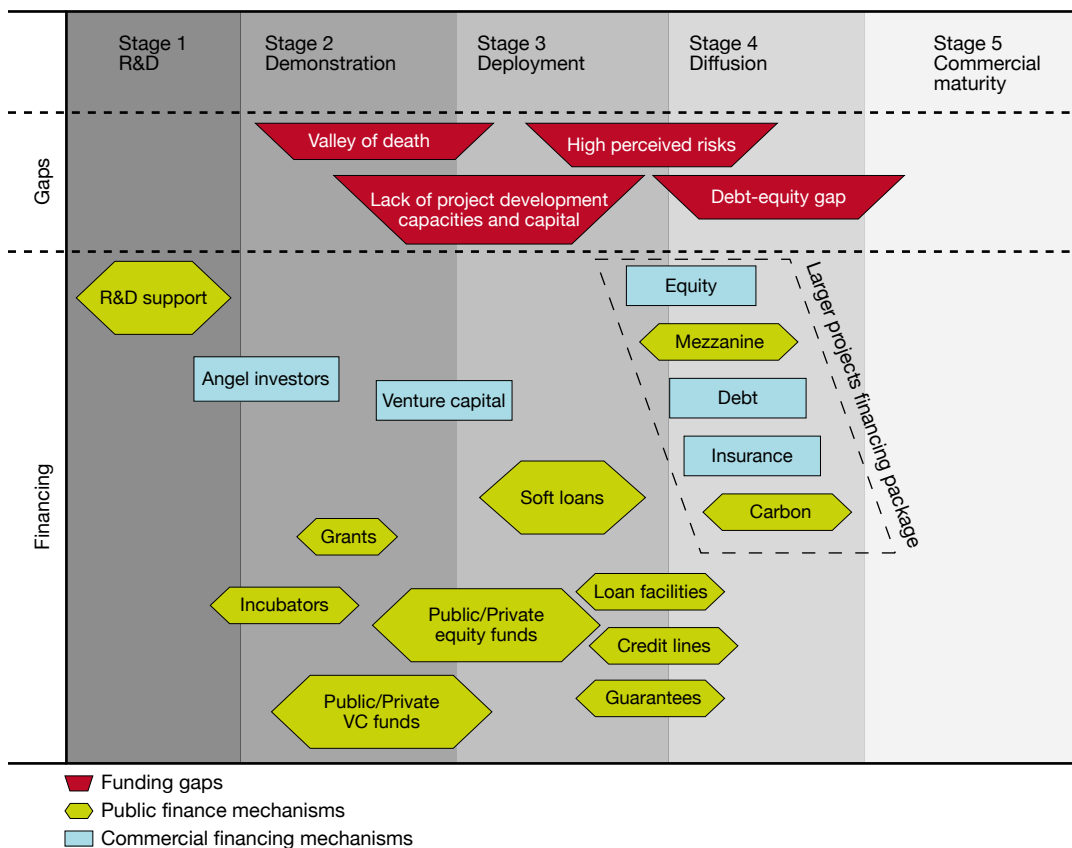 Stage 1
R&D
Stage 2
Demonstration
Stage 3
Deployment
Stage 4
Diffusion
Stage 5
Commercial
maturity
Gaps
Valley of death
High perceived risks
Lack of project development
capacities and capital
Debt-equity gap
Financing
R&D support
Equity
Mezzanine
Angel investors
Venture capital
Debt
Insurance
Soft loans
Carbon
Larger projects financing package
Grants
Incubators
Public/Private
equity funds
Loan facilities
Credit lines
Guarantees
Public/Private
VC funds
Funding gaps
Public finance mechanisms
Commercial financing mechanisms